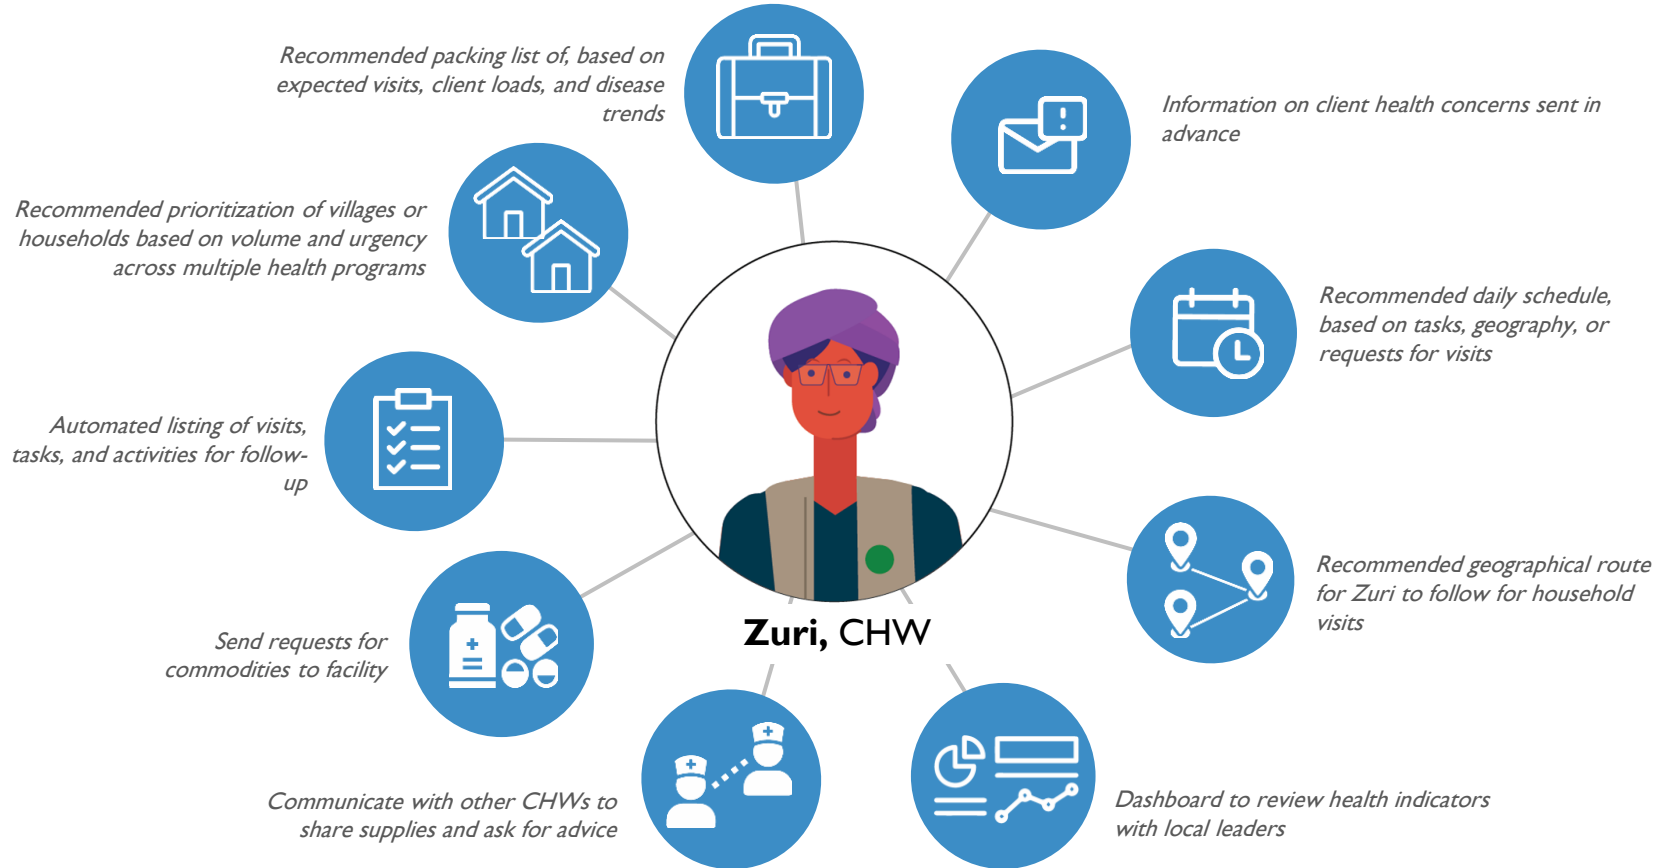 Recommended packing list of, based on
expected visits, client loads, and disease
trends
Information on client health concerns sent in
advance
Recommended prioritization of villages or
households based on volume and urgency
across multiple health programs
Recommended daily schedule,
based on tasks, geography, or
requests for visits
Automated listing of visits,
tasks, and activities for follow-
up
Recommended geographical route
for Zuri to follow for household
visits
Send requests for
commodities to facility
Zuri, CHW
Communicate with other CHWs to
share supplies and ask for advice
Dashboard to review health indicators
with local leaders